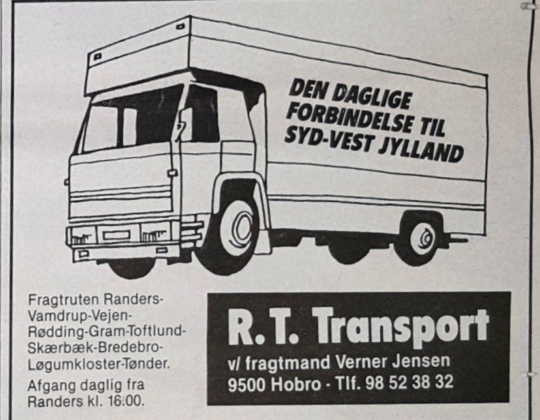 DEN DAGLIGE
FORBINDELSE TIL
SYD-VEST JYLLAND
Fragtruten Randers-
Vamdrup-Vejen-
Rødding-Gram-Toftlund-
Skærbæk-Bredebro-
Løgumkloster-Tønder.
Afgang daglig fra
Randers kl. 16.00.
R.T. Transport
v/ fragtmand Verner Jensen
9500 Hobro - Tlf. 98 52 38 32